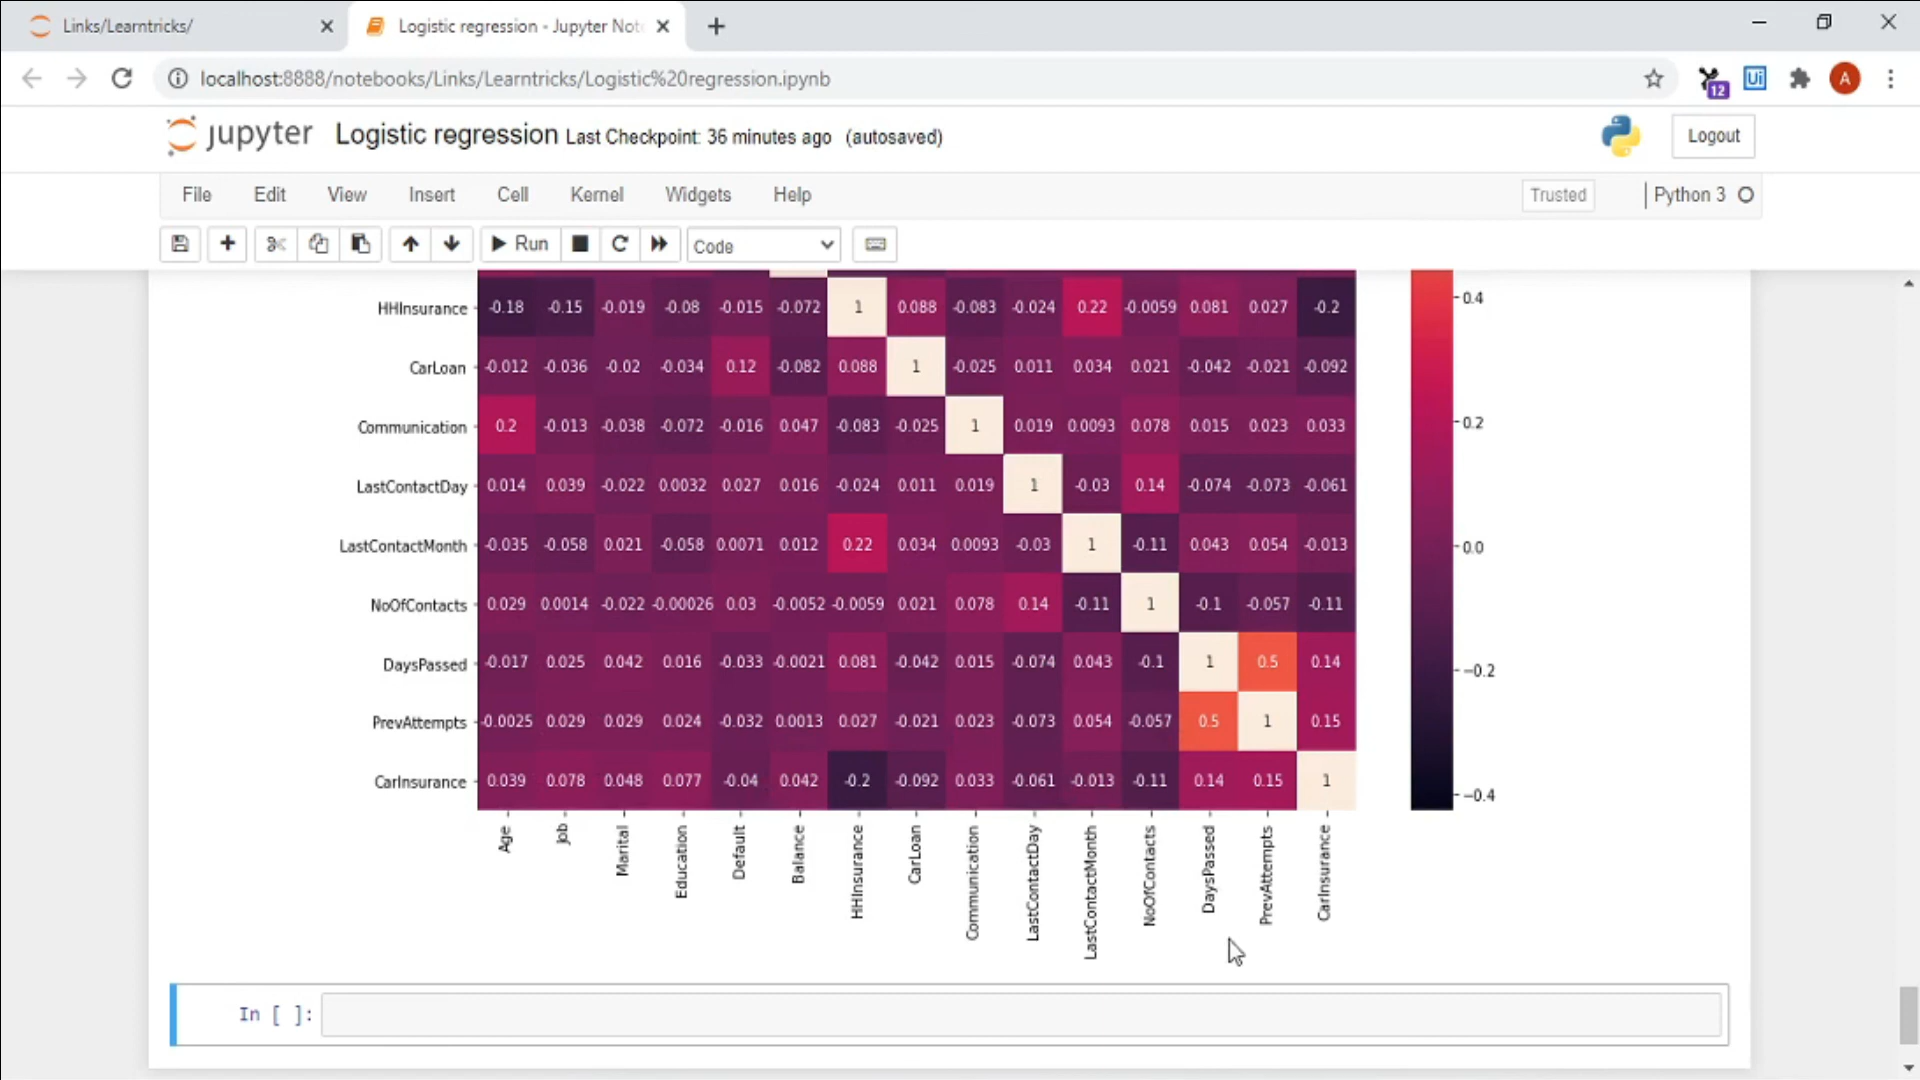 Links/Learntricks/
Logistic regression - Jupyter Not
localhost:8888/notebooks/Links/Learntricks/Logistic%20regression.ipynb
12
Ui
A
jupyter Logistic regression Last Checkpoint: 36 minutes ago (autosaved)
Logout
File Edit View Insert Cell Kernel Widgets Help
Trusted
Python 3
Run
Code
HHInsurance -0.18 -0.15 -0.019 -0.08 -0.015 -0.072 1 0.088 -0.083 -0.024 0.22 -0.0059 0.081 0.027 -0.2
CarLoan -0.012 -0.036 -0.02 -0.034 0.12 -0.082 0.088 1 -0.025 0.011 0.034 0.021 -0.042 -0.021 -0.092
Communication 0.2 -0.013 -0.038 -0.072 -0.016 0.047 -0.083 -0.025 1 0.019 0.0093 0.078 0.015 0.023 0.033
LastContactDay 0.014 0.039 -0.022 0.0032 0.027 0.016 -0.024 0.011 0.019 1 -0.03 0.14 -0.074 -0.073 -0.061
LastContactMonth -0.035 -0.058 0.021 -0.058 0.0071 0.012 0.22 0.034 0.0093 -0.03 1 -0.11 0.043 0.054 -0.013
NoOfContacts 0.029 0.0014 -0.022 -0.00026 0.03 -0.0052 -0.0059 0.021 0.078 0.14 -0.11 1 -0.1 -0.057 -0.11
DaysPassed -0.017 0.025 0.042 0.016 -0.033 -0.0021 0.081 -0.042 0.015 -0.074 0.043 -0.1 1 0.5 0.14
PrevAttempts -0.0025 0.029 0.029 0.024 -0.032 0.0013 0.027 -0.021 0.023 -0.073 0.054 -0.057 0.5 1 0.15
CarInsurance 0.039 0.078 0.048 0.077 -0.04 0.042 -0.2 -0.092 0.033 -0.061 -0.013 -0.11 0.14 0.15 1
Age
Job
Marital
Education
Default
Balance
HHInsurance
CarLoan
Communication
LastContactDay
LastContactMonth
NoOfContacts
DaysPassed
PrevAttempts
CarInsurance
0.4
0.2
0.0
-0.2
-0.4
In [ ]: